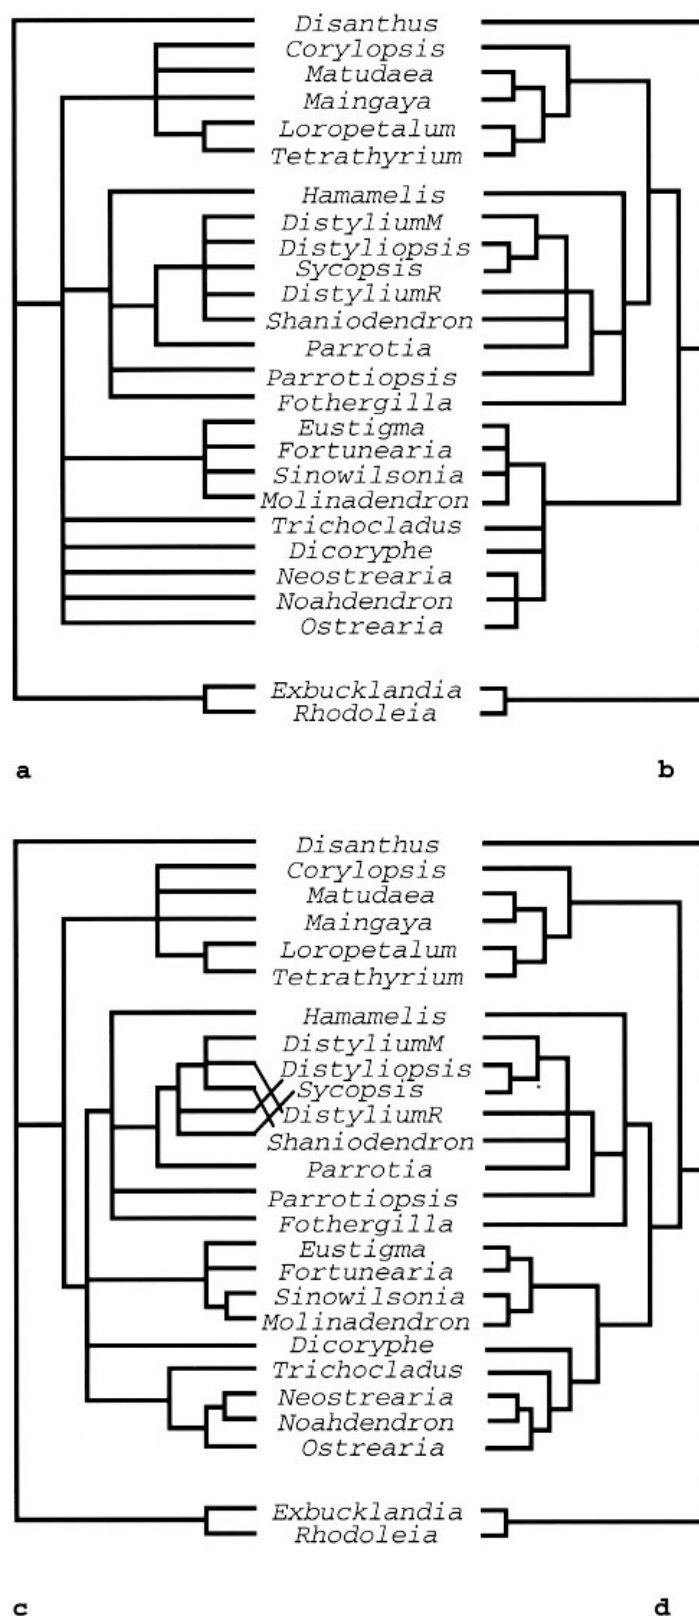 Disanthus
Corylopsis
Matudaea
Maingaya
Loropetalum
Tetrathyrium
Hamamelis
DistyliumM
Distyliopsis
Sycopsis
DistyliumR
Shaniodendron
Parrotia
Parrotiopsis
Fothergilla
Eustigma
Fortunearia
Sinowilsonia
Molinadendron
Trichocladus
Dicoryphe
Neostrearia
Noahdendron
Ostrearia
Exbucklandia
Rhodoleia
a b
Disanthus
Corylopsis
Matudaea
Maingaya
Loropetalum
Tetrathyrium
Hamamelis
DistyliumM
Distyliopsis
Sycopsis
DistyliumR
Shaniodendron
Parrotia
Parrotiopsis
Fothergilla
Eustigma
Fortunearia
Sinowilsonia
Molinadendron
Dicoryphe
Trichocladus
Neostrearia
Noahdendron
Ostrearia
Exbucklandia
Rhodoleia
c d